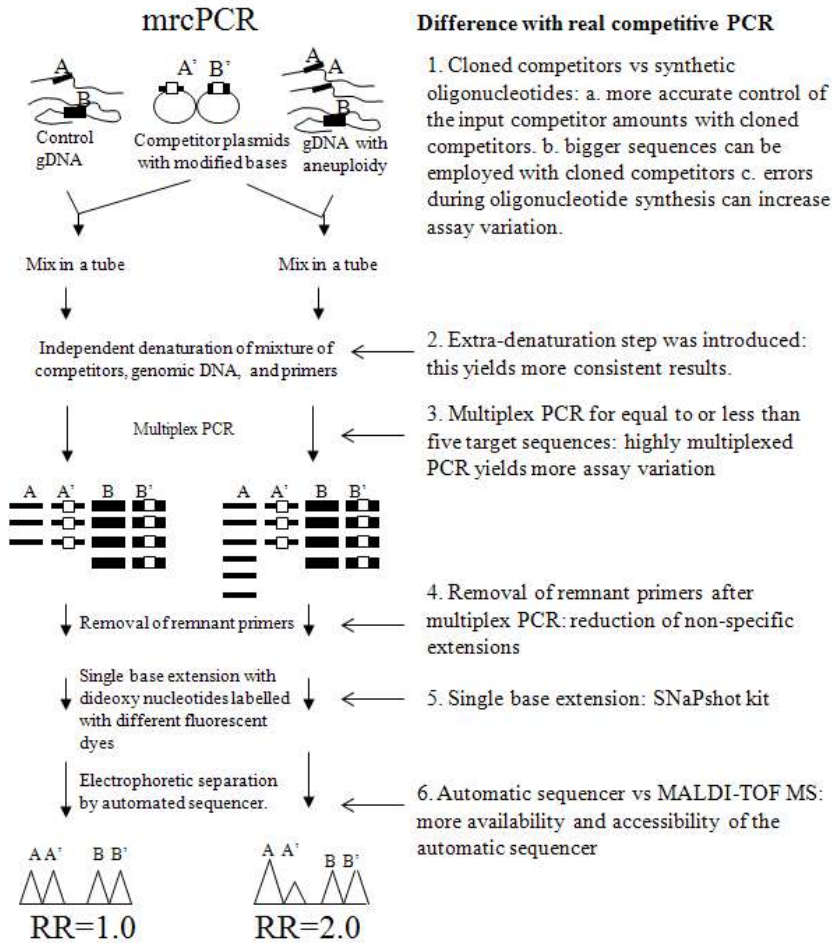 mrcPCR
Difference with real competitive PCR
A
B
Control
gDNA
A' B'
Competitor plasmids
with modified bases
A
A
B
gDNA with
aneuploidy
1. Cloned competitors vs synthetic
oligonucleotides: a. more accurate control of
the input competitor amounts with cloned
competitors. b. bigger sequences can be
employed with cloned competitors c. errors
during oligonucleotide synthesis can increase
assay variation.
Mix in a tube
Mix in a tube
Independent denaturation of mixture of
competitors, genomic DNA, and primers
2. Extra-denaturation step was introduced:
this yields more consistent results.
Multiplex PCR
3. Multiplex PCR for equal to or less than
five target sequences: highly multiplexed
PCR yields more assay variation
A A' B B'
A A' B B'
Removal of remnant primers
4. Removal of remnant primers after
multiplex PCR: reduction of non-specific
extensions
Single base extension with
dideoxy nucleotides labelled
with different fluorescent
dyes
5. Single base extension: SNaPshot kit
Electrophoretic separation
by automated sequencer.
6. Automatic sequencer vs MALDI-TOF MS:
more availability and accessibility of the
automatic sequencer
A A' B B'
A A' B B'
RR=1.0
RR=2.0